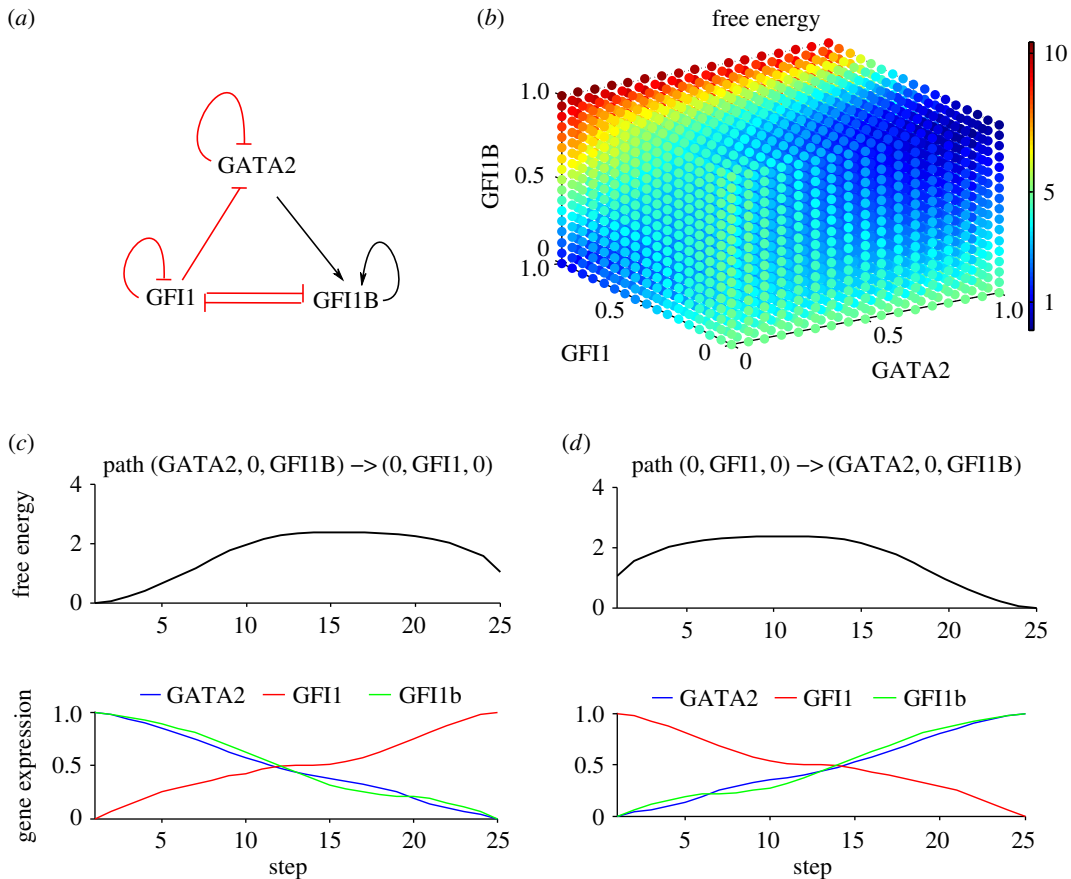 (a)
GATA2
GFI1
GFI1B
(b)
free energy
GFI1B
1.0
0.5
0
1.0
0.5
0
GFI1
0
0.5
1.0
GATA2
10
5
1
(c)
path (GATA2, 0, GFI1B) –> (0, GFI1, 0)
free energy
4
2
0
5 10 15 20 25
GATA2 GFI1 GFI1b
gene expression
1.0
0.5
0
5 10 15 20 25
step
(d)
path (0, GFI1, 0) –> (GATA2, 0, GFI1B)
4
2
0
5 10 15 20 25
GATA2 GFI1 GFI1b
1.0
0.5
0
5 10 15 20 25
step